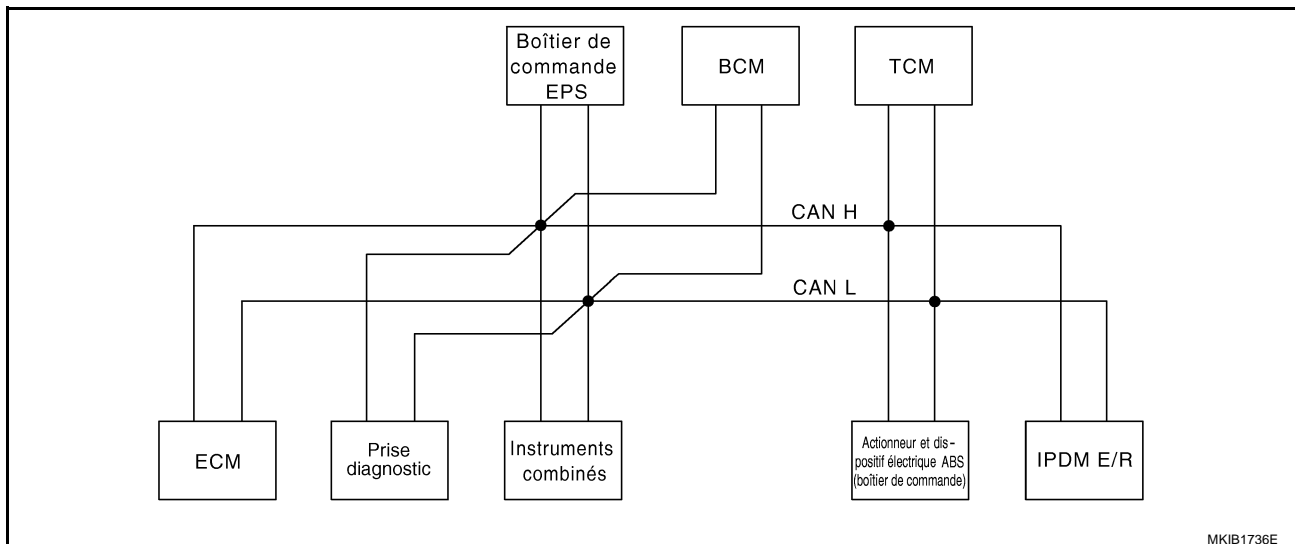 Boîtier de
commande
EPS
BCM
TCM
CAN H
CAN L
ECM
Prise
diagnostic
Instruments
combinés
Actionneur et dis-
positif électrique ABS
(boîtier de commande)
IPDM E/R
MKIB1736E